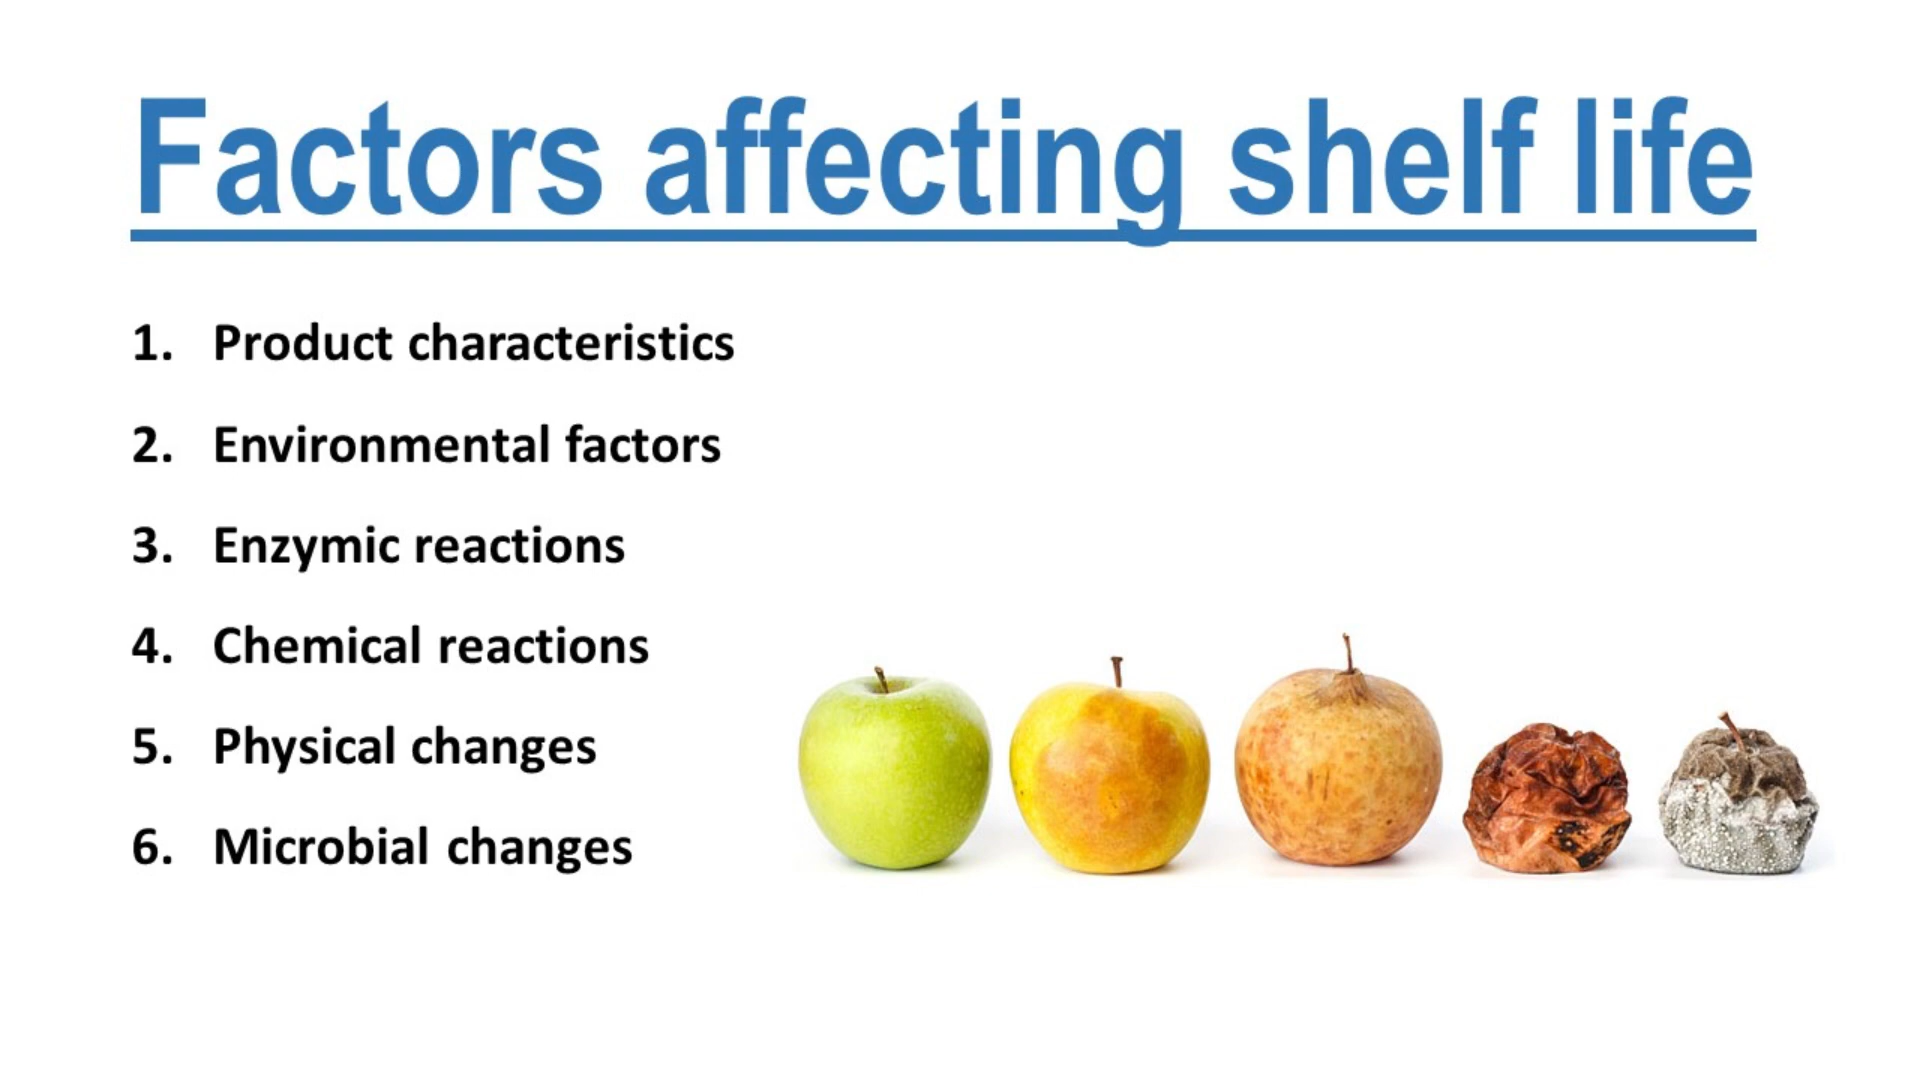 Factors affecting shelf life
1. Product characteristics
2. Environmental factors
3. Enzymic reactions
4. Chemical reactions
5. Physical changes
6. Microbial changes